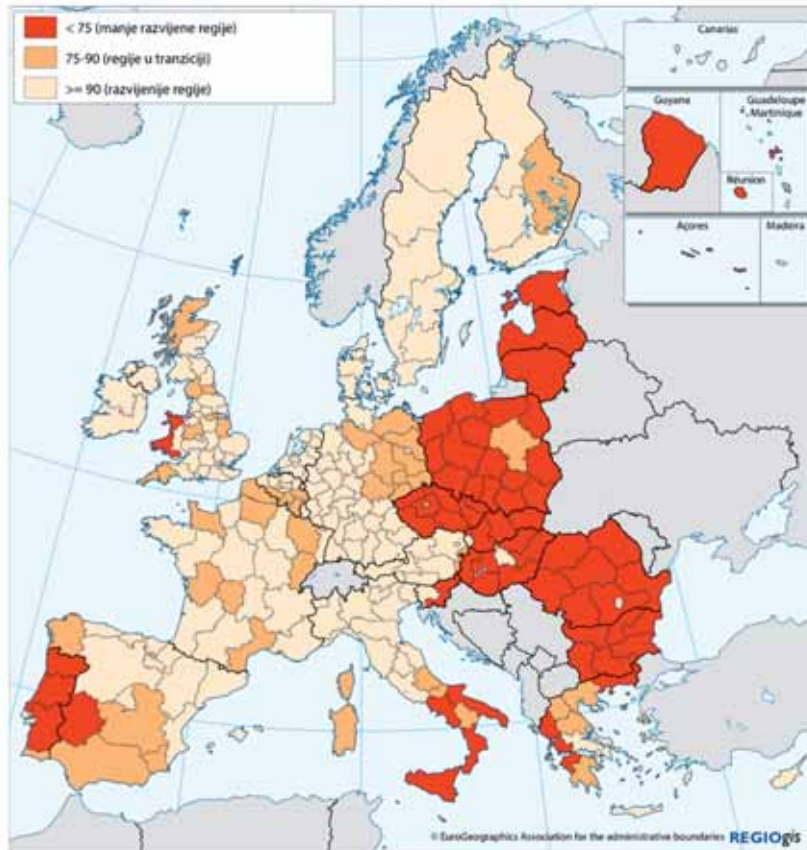 < 75 (manje razvijene regije)
75-90 (regije u tranziciji)
>= 90 (razvijenije regije)
Canarias
Guyane
Guadeloupe
Martinique
Réunion
Açores
Madeira
© EuroGeographics Association for the administrative boundaries REGIOgis